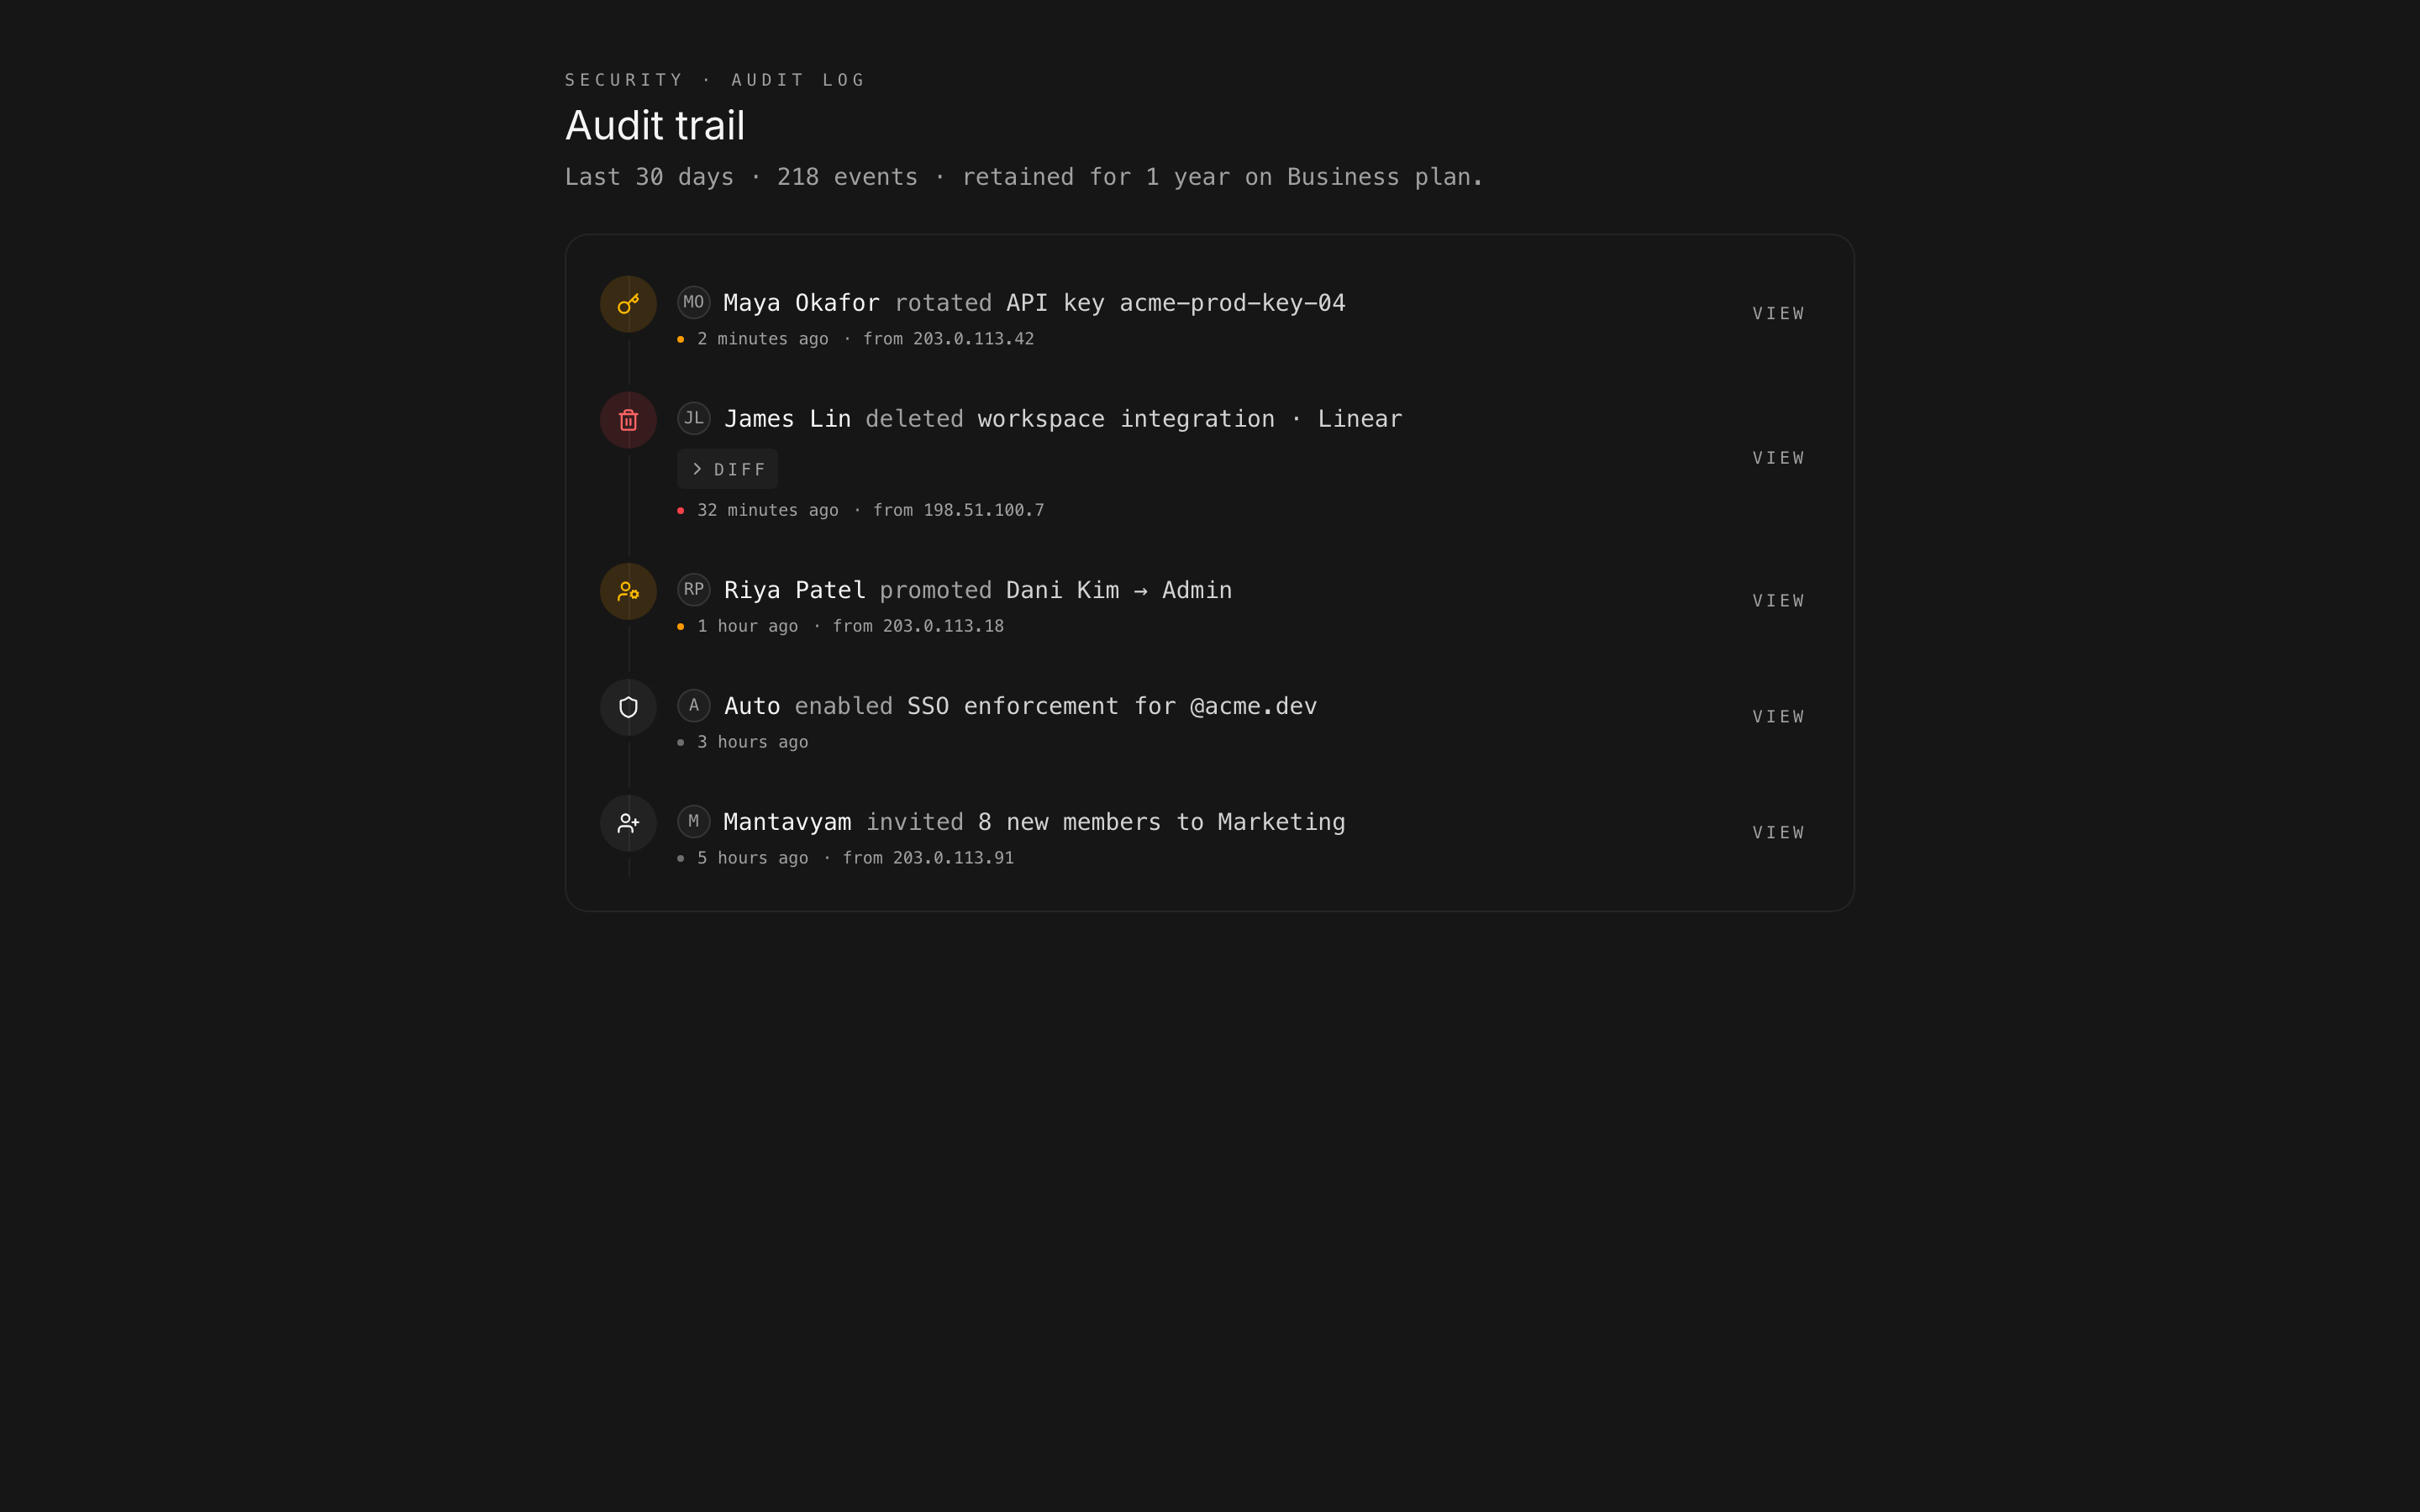 SECURITY · AUDIT LOG
Audit trail
Last 30 days · 218 events · retained for 1 year on Business plan.
MO Maya Okafor rotated API key acme-prod-key-04
2 minutes ago · from 203.0.113.42
VIEW
JL James Lin deleted workspace integration · Linear
DIFF
32 minutes ago · from 198.51.100.7
VIEW
RP Riya Patel promoted Dani Kim → Admin
1 hour ago · from 203.0.113.18
VIEW
A Auto enabled SSO enforcement for @acme.dev
3 hours ago
VIEW
M Mantavyam invited 8 new members to Marketing
5 hours ago · from 203.0.113.91
VIEW